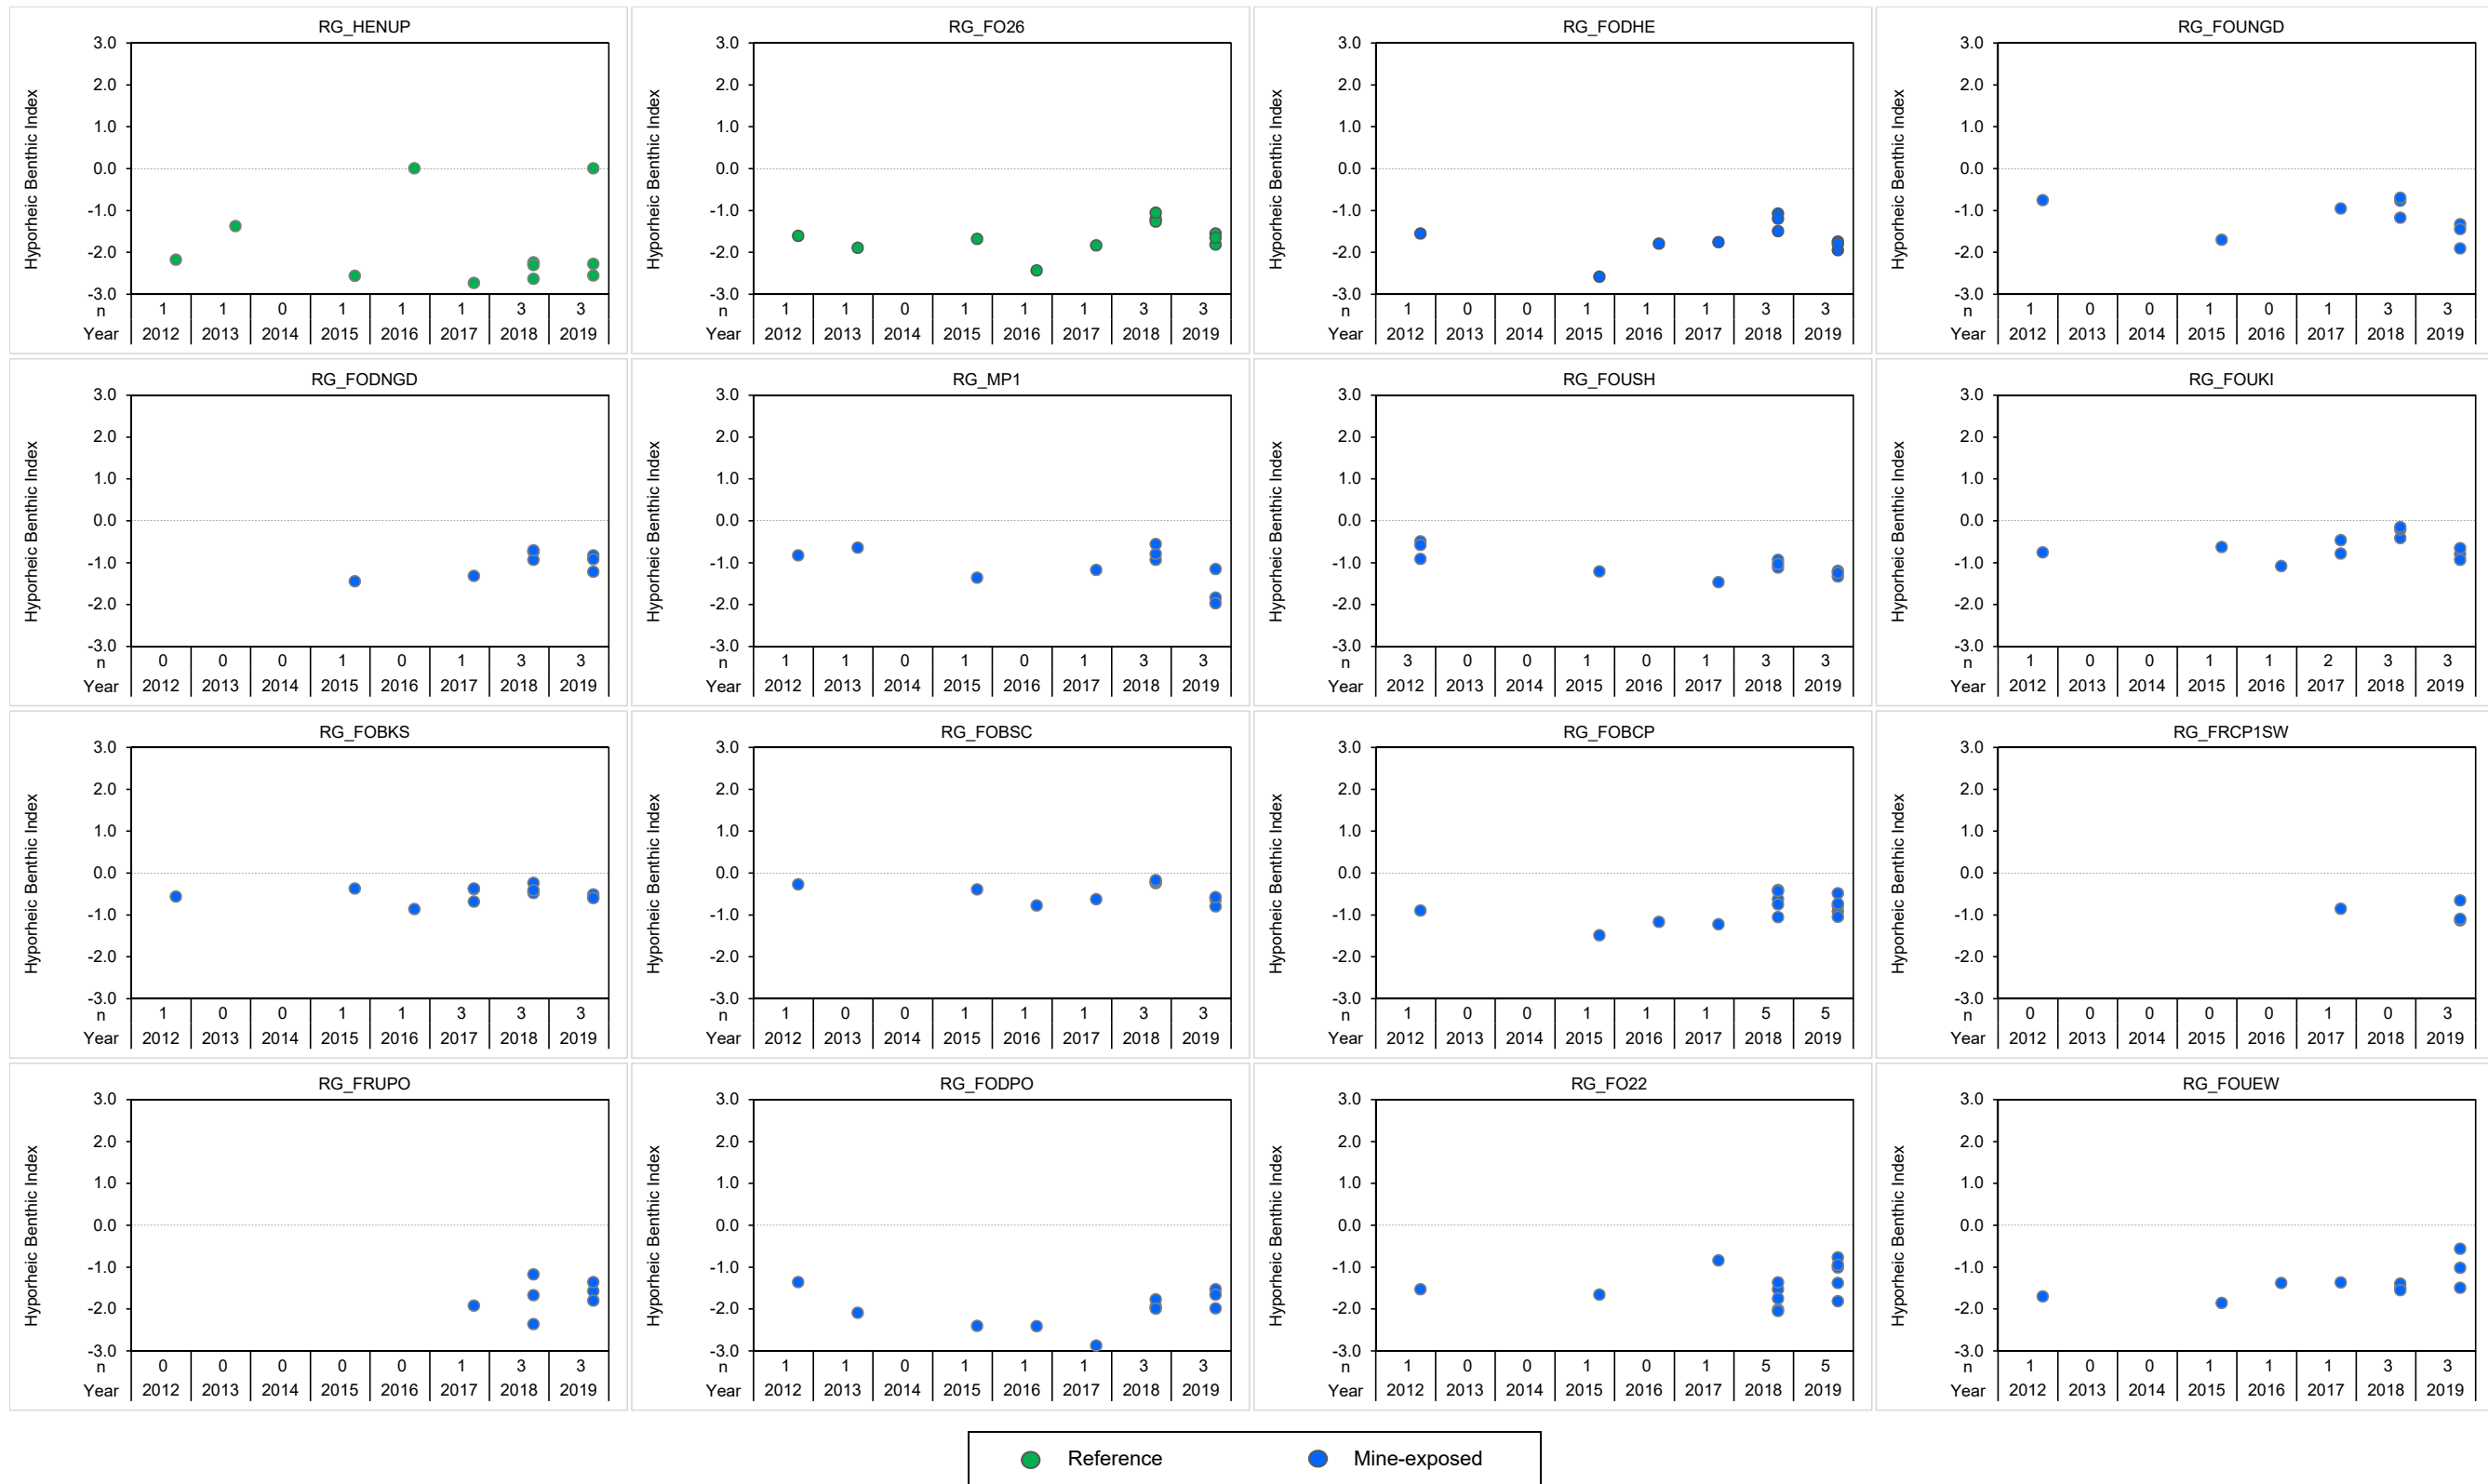 RG_HENUP
Hyporheic Benthic Index
3.0
2.0
1.0
0.0
-1.0
-2.0
-3.0
n 1 1 0 1 1 1 3 3
Year 2012 2013 2014 2015 2016 2017 2018 2019
RG_FO26
Hyporheic Benthic Index
3.0
2.0
1.0
0.0
-1.0
-2.0
-3.0
n 1 1 0 1 1 1 3 3
Year 2012 2013 2014 2015 2016 2017 2018 2019
RG_FODHE
Hyporheic Benthic Index
3.0
2.0
1.0
0.0
-1.0
-2.0
-3.0
n 1 0 0 1 1 1 3 3
Year 2012 2013 2014 2015 2016 2017 2018 2019
RG_FOUNGD
Hyporheic Benthic Index
3.0
2.0
1.0
0.0
-1.0
-2.0
-3.0
n 1 0 0 1 0 1 3 3
Year 2012 2013 2014 2015 2016 2017 2018 2019
RG_FODNGD
Hyporheic Benthic Index
3.0
2.0
1.0
0.0
-1.0
-2.0
-3.0
n 0 0 0 1 0 1 3 3
Year 2012 2013 2014 2015 2016 2017 2018 2019
RG_MP1
Hyporheic Benthic Index
3.0
2.0
1.0
0.0
-1.0
-2.0
-3.0
n 1 1 0 1 0 1 3 3
Year 2012 2013 2014 2015 2016 2017 2018 2019
RG_FOUSH
Hyporheic Benthic Index
3.0
2.0
1.0
0.0
-1.0
-2.0
-3.0
n 3 0 0 1 0 1 3 3
Year 2012 2013 2014 2015 2016 2017 2018 2019
RG_FOUKI
Hyporheic Benthic Index
3.0
2.0
1.0
0.0
-1.0
-2.0
-3.0
n 1 0 0 1 1 2 3 3
Year 2012 2013 2014 2015 2016 2017 2018 2019
RG_FOBKS
Hyporheic Benthic Index
3.0
2.0
1.0
0.0
-1.0
-2.0
-3.0
n 1 0 0 1 1 3 3 3
Year 2012 2013 2014 2015 2016 2017 2018 2019
RG_FOBSC
Hyporheic Benthic Index
3.0
2.0
1.0
0.0
-1.0
-2.0
-3.0
n 1 0 0 1 1 1 3 3
Year 2012 2013 2014 2015 2016 2017 2018 2019
RG_FOBCP
Hyporheic Benthic Index
3.0
2.0
1.0
0.0
-1.0
-2.0
-3.0
n 1 0 0 1 1 1 5 5
Year 2012 2013 2014 2015 2016 2017 2018 2019
RG_FRCP1SW
Hyporheic Benthic Index
3.0
2.0
1.0
0.0
-1.0
-2.0
-3.0
n 0 0 0 0 0 1 0 3
Year 2012 2013 2014 2015 2016 2017 2018 2019
RG_FRUPO
Hyporheic Benthic Index
3.0
2.0
1.0
0.0
-1.0
-2.0
-3.0
n 0 0 0 0 0 1 3 3
Year 2012 2013 2014 2015 2016 2017 2018 2019
RG_FODPO
Hyporheic Benthic Index
3.0
2.0
1.0
0.0
-1.0
-2.0
-3.0
n 1 1 0 1 1 1 3 3
Year 2012 2013 2014 2015 2016 2017 2018 2019
RG_FO22
Hyporheic Benthic Index
3.0
2.0
1.0
0.0
-1.0
-2.0
-3.0
n 1 0 0 1 0 1 5 5
Year 2012 2013 2014 2015 2016 2017 2018 2019
RG_FOUEW
Hyporheic Benthic Index
3.0
2.0
1.0
0.0
-1.0
-2.0
-3.0
n 1 0 0 1 1 1 3 3
Year 2012 2013 2014 2015 2016 2017 2018 2019
Reference Mine-exposed